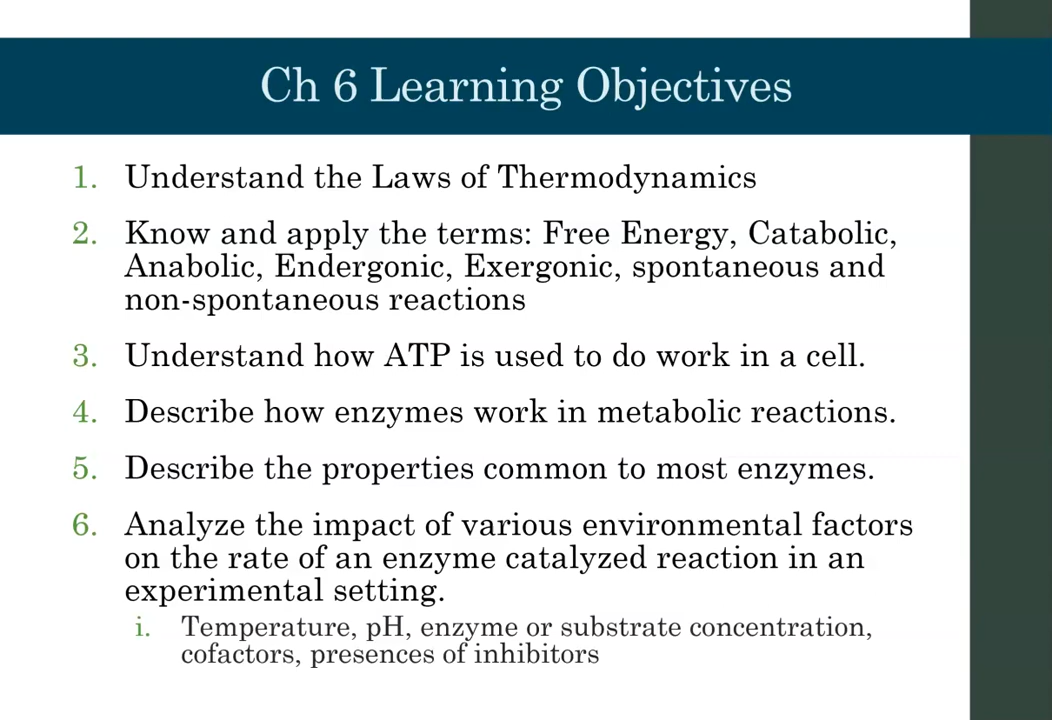 Ch 6 Learning Objectives
1. Understand the Laws of Thermodynamics
2. Know and apply the terms: Free Energy, Catabolic,
Anabolic, Endergonic, Exergonic, spontaneous and
non-spontaneous reactions
3. Understand how ATP is used to do work in a cell.
4. Describe how enzymes work in metabolic reactions.
5. Describe the properties common to most enzymes.
6. Analyze the impact of various environmental factors
on the rate of an enzyme catalyzed reaction in an
experimental setting.
i. Temperature, pH, enzyme or substrate concentration,
cofactors, presences of inhibitors